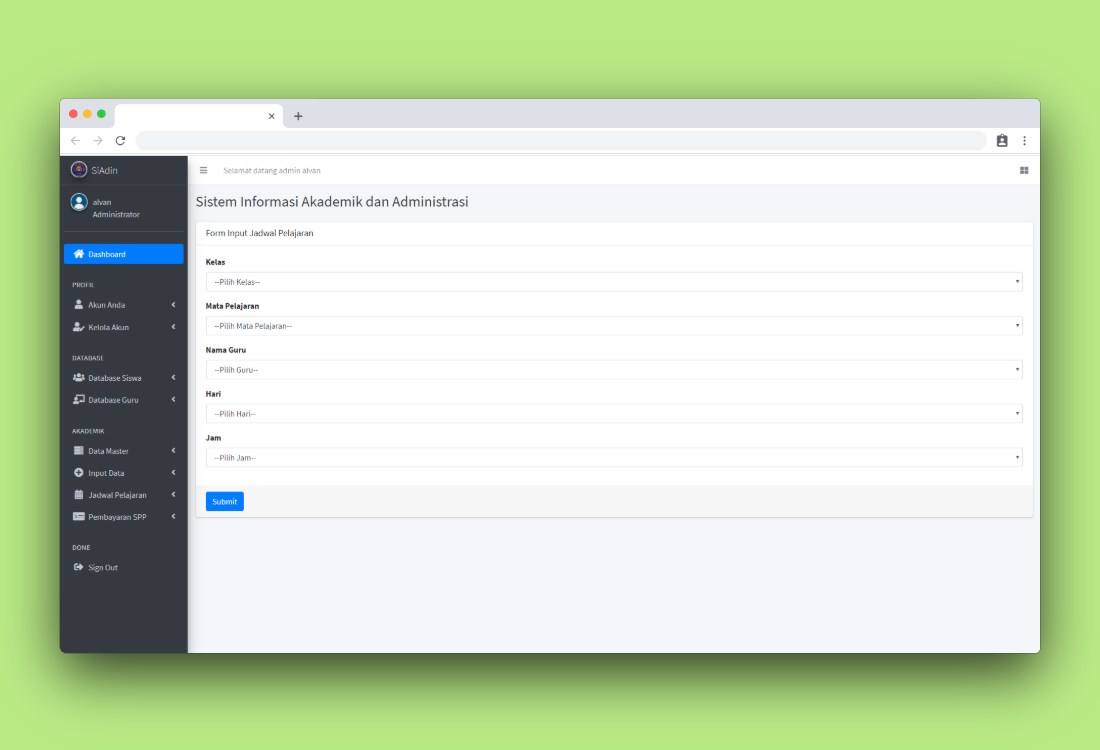 SiAdin
alvan
Administrator
Dashboard
PROFIL
Akun Anda
Kelola Akun
DATABASE
Database Siswa
Database Guru
AKADEMIK
Data Master
Input Data
Jadwal Pelajaran
Pembayaran SPP
DONE
Sign Out
Selamat datang admin alvan
Sistem Informasi Akademik dan Administrasi
Form Input Jadwal Pelajaran
Kelas
--Pilih Kelas--
Mata Pelajaran
--Pilih Mata Pelajaran--
Nama Guru
--Pilih Guru--
Hari
--Pilih Hari--
Jam
--Pilih Jam--
Submit